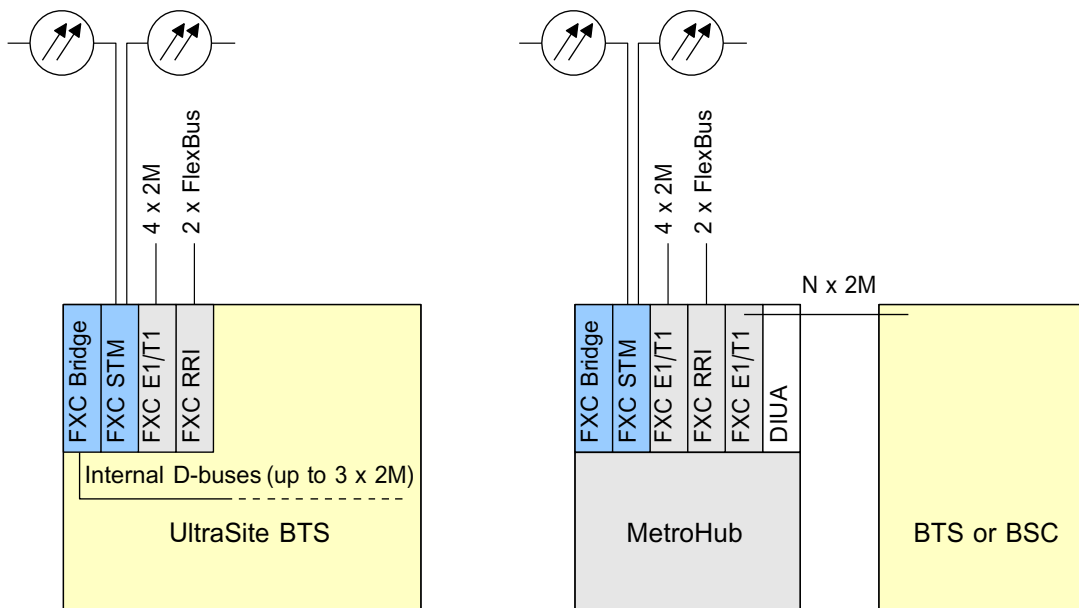 4 x 2M
2 x FlexBus
FXC Bridge
FXC STM
FXC E1/T1
FXC RRI
Internal D-buses (up to 3 x 2M)
UltraSite BTS
4 x 2M
2 x FlexBus
N x 2M
FXC Bridge
FXC STM
FXC E1/T1
FXC RRI
FXC E1/T1
DIUA
MetroHub
BTS or BSC